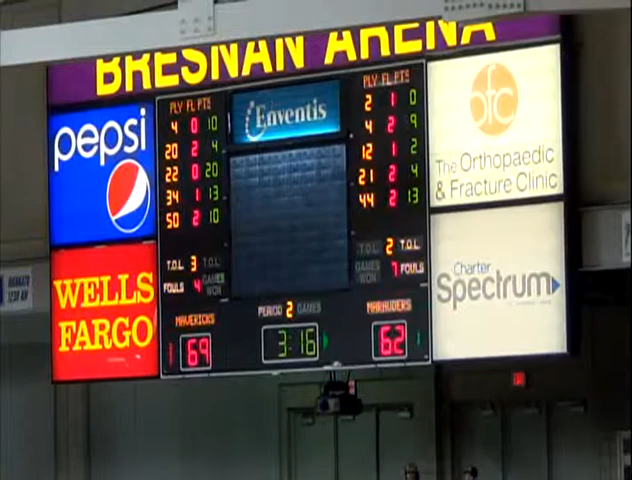 BRESNAN ARENA
pepsi
WELLS
FARGO
PLY FL PTS
4 0 10
20 2 4
22 0 20
34 1 13
50 2 10
T.O.L 3 T.O.L
FOULS 4 GAMES WON
MAVERICKS
69
Enventis
PERIOD 2 GAMES
3:16
PLY FL PTS
2 1 0
4 2 9
12 1 2
21 2 4
44 2 13
T.O.L 2 T.O.L
GAMES WON 7 FOULS
MARAUDERS
62
ofc
The Orthopaedic
& Fracture Clinic
Charter
Spectrum